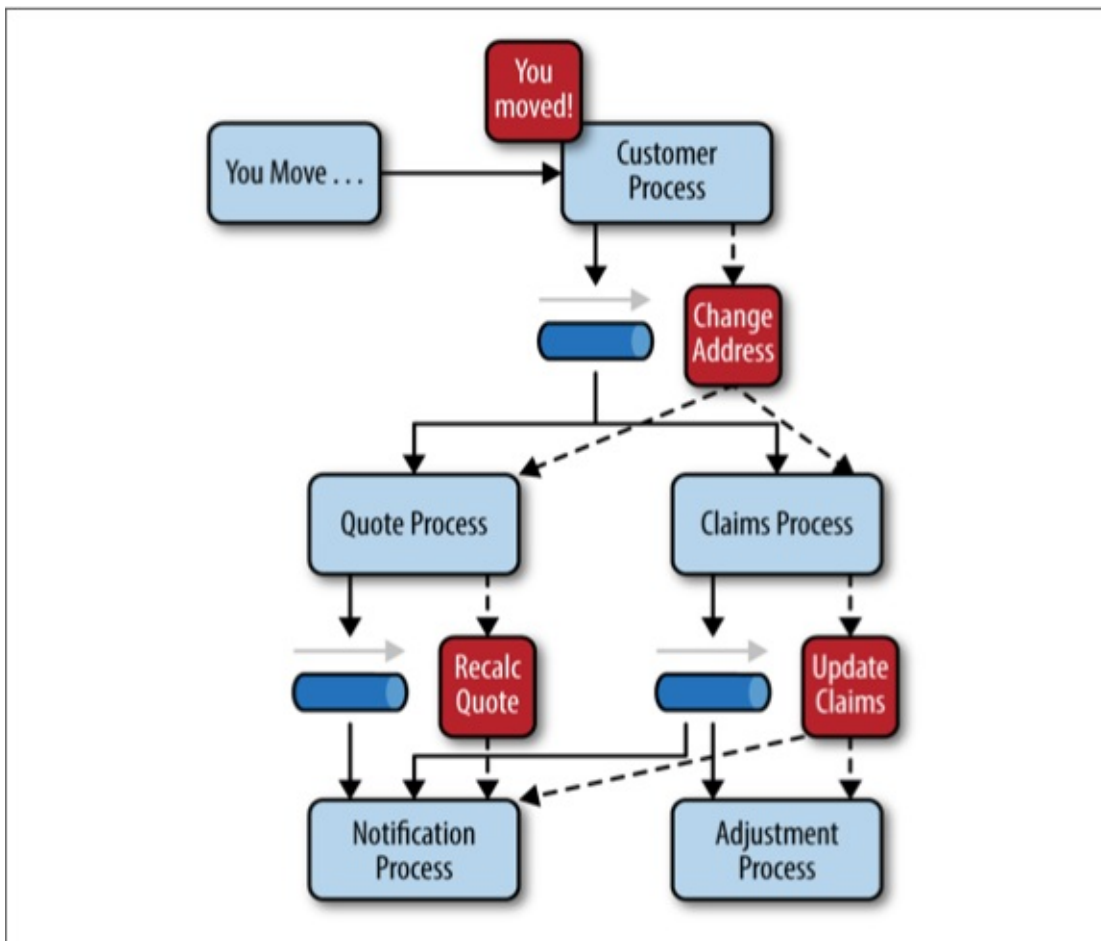 You
moved!
You Move . . .
Customer
Process
Change
Address
Quote Process
Claims Process
Recalc
Quote
Update
Claims
Notification
Process
Adjustment
Process